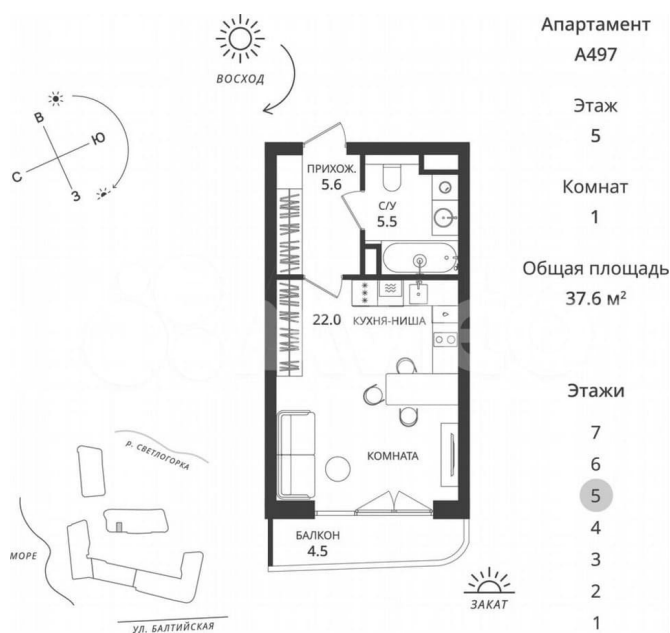 ВОСХОД
В
Ю
С
З
ПРИХОЖ.
5.6
С/У
5.5
22.0
КУХНЯ-НИША
КОМНАТА
БАЛКОН
4.5
ЗАКАТ
р. СВЕТЛОГОРКА
МОРЕ
УЛ. БАЛТИЙСКАЯ
Апартамент
А497
Этаж
5
Комнат
1
Общая площадь
37.6 м²
Этажи
7
6
5
4
3
2
1